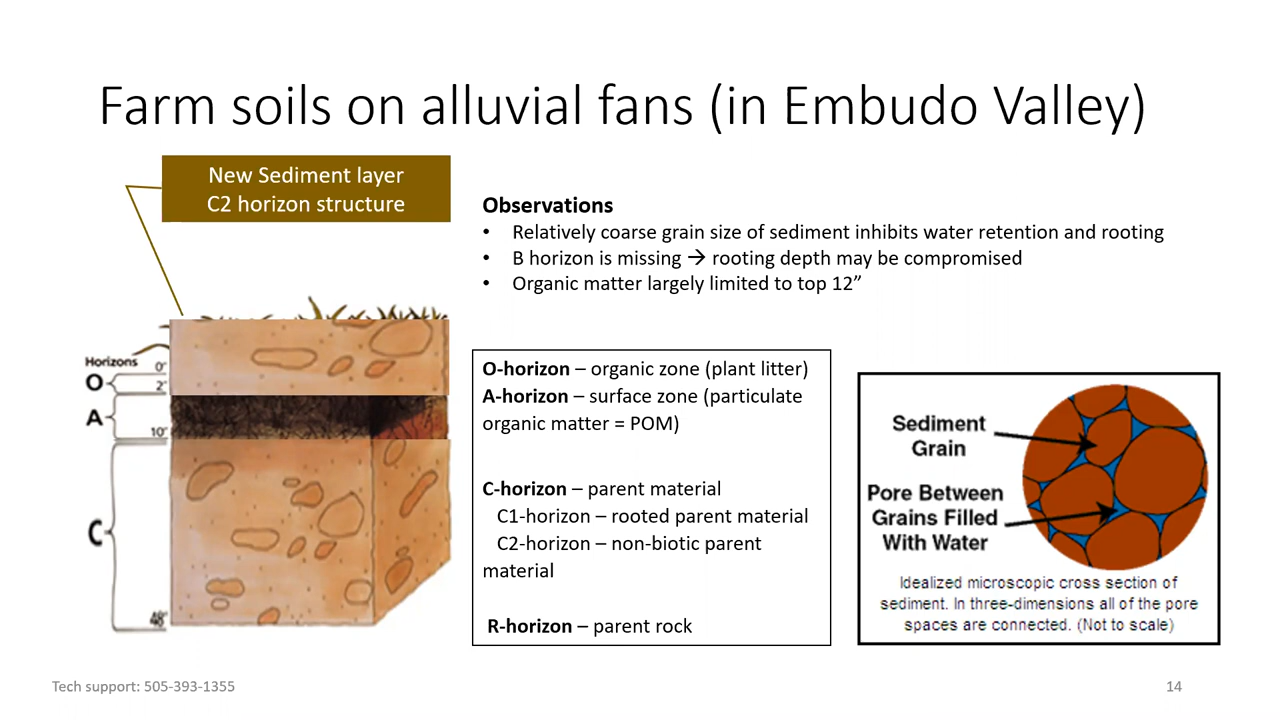 Farm soils on alluvial fans (in Embudo Valley)
New Sediment layer
C2 horizon structure
Observations
• Relatively coarse grain size of sediment inhibits water retention and rooting
• B horizon is missing → rooting depth may be compromised
• Organic matter largely limited to top 12”
Horizons
0"
O
2"
A
10"
C
48"
O-horizon – organic zone (plant litter)
A-horizon – surface zone (particulate
organic matter = POM)
C-horizon – parent material
C1-horizon – rooted parent material
C2-horizon – non-biotic parent
material
R-horizon – parent rock
Sediment
Grain
Pore Between
Grains Filled
With Water
Idealized microscopic cross section of
sediment. In three-dimensions all of the pore
spaces are connected. (Not to scale)
Tech support: 505-393-1355
14